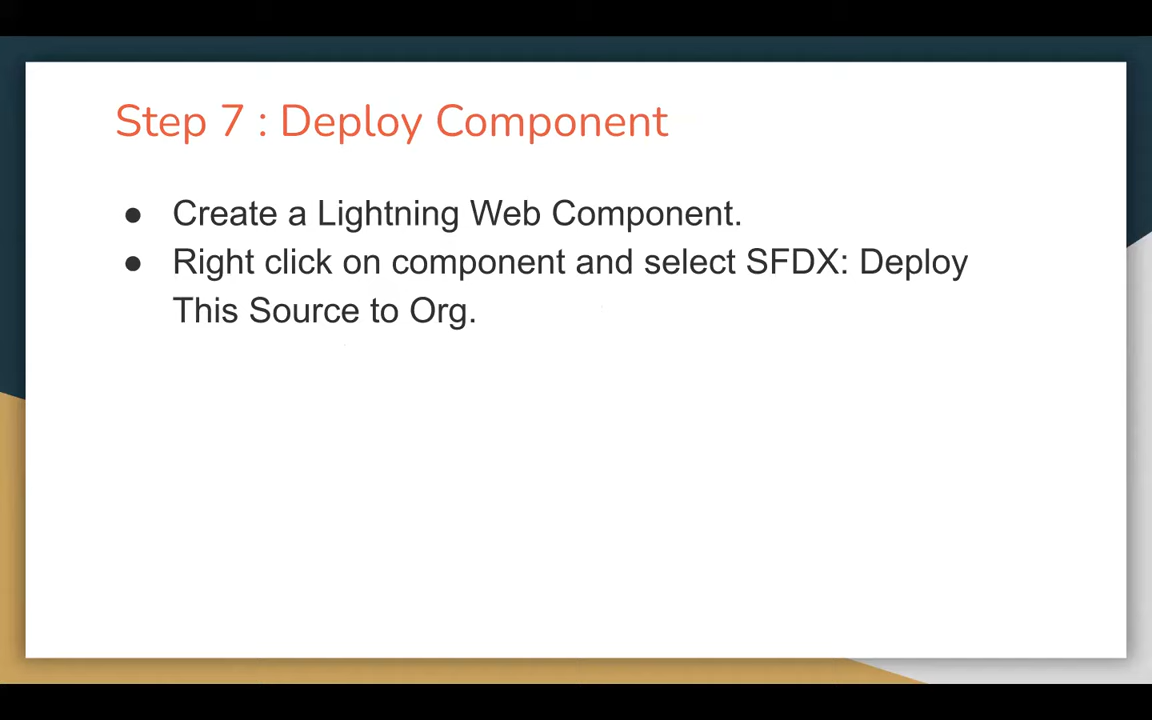 Step 7 : Deploy Component
● Create a Lightning Web Component.
● Right click on component and select SFDX: Deploy
This Source to Org.